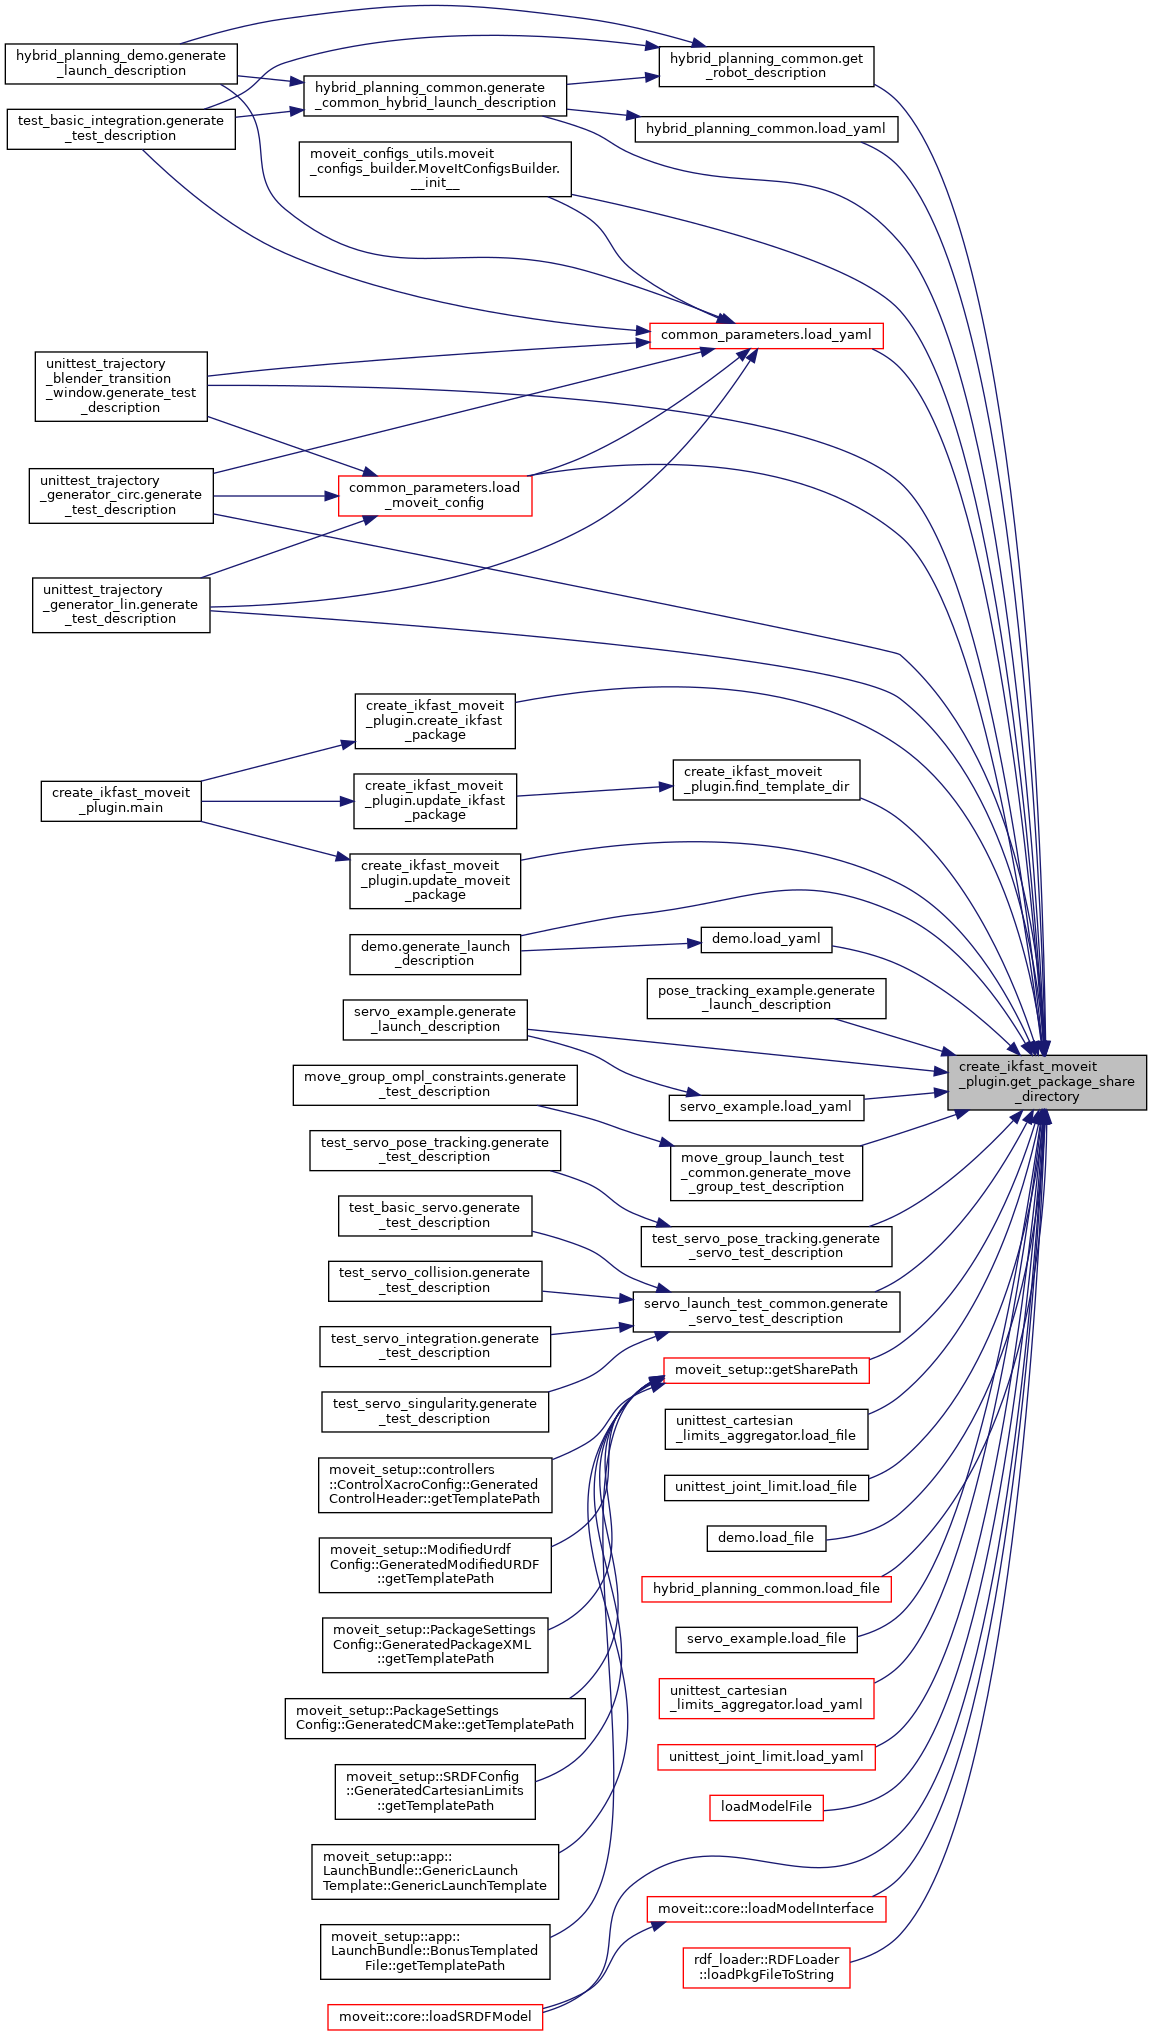 hybrid_planning_demo.generate
_launch_description
hybrid_planning_common.get
_robot_description
hybrid_planning_common.generate
_common_hybrid_launch_description
test_basic_integration.generate
_test_description
hybrid_planning_common.load_yaml
moveit_configs_utils.moveit
_configs_builder.MoveItConfigsBuilder.
__init__
common_parameters.load_yaml
unittest_trajectory
_blender_transition
_window.generate_test
_description
unittest_trajectory
_generator_circ.generate
_test_description
common_parameters.load
_moveit_config
unittest_trajectory
_generator_lin.generate
_test_description
create_ikfast_moveit
_plugin.create_ikfast
_package
create_ikfast_moveit
_plugin.main
create_ikfast_moveit
_plugin.update_ikfast
_package
create_ikfast_moveit
_plugin.find_template_dir
create_ikfast_moveit
_plugin.update_moveit
_package
demo.generate_launch
_description
demo.load_yaml
pose_tracking_example.generate
_launch_description
servo_example.generate
_launch_description
create_ikfast_moveit
_plugin.get_package_share
_directory
move_group_ompl_constraints.generate
_test_description
servo_example.load_yaml
test_servo_pose_tracking.generate
_test_description
move_group_launch_test
_common.generate_move
_group_test_description
test_basic_servo.generate
_test_description
test_servo_pose_tracking.generate
_servo_test_description
test_servo_collision.generate
_test_description
servo_launch_test_common.generate
_servo_test_description
test_servo_integration.generate
_test_description
moveit_setup::getSharePath
test_servo_singularity.generate
_test_description
unittest_cartesian
_limits_aggregator.load_file
moveit_setup::controllers
::ControlXacroConfig::Generated
ControlHeader::getTemplatePath
unittest_joint_limit.load_file
demo.load_file
moveit_setup::ModifiedUrdf
Config::GeneratedModifiedURDF
::getTemplatePath
hybrid_planning_common.load_file
moveit_setup::PackageSettings
Config::GeneratedPackageXML
::getTemplatePath
servo_example.load_file
unittest_cartesian
_limits_aggregator.load_yaml
moveit_setup::PackageSettings
Config::GeneratedCMake::getTemplatePath
unittest_joint_limit.load_yaml
moveit_setup::SRDFConfig
::GeneratedCartesianLimits
::getTemplatePath
loadModelFile
moveit_setup::app::
LaunchBundle::GenericLaunch
Template::GenericLaunchTemplate
moveit::core::loadModelInterface
moveit_setup::app::
LaunchBundle::BonusTemplated
File::getTemplatePath
rdf_loader::RDFLoader
::loadPkgFileToString
moveit::core::loadSRDFModel